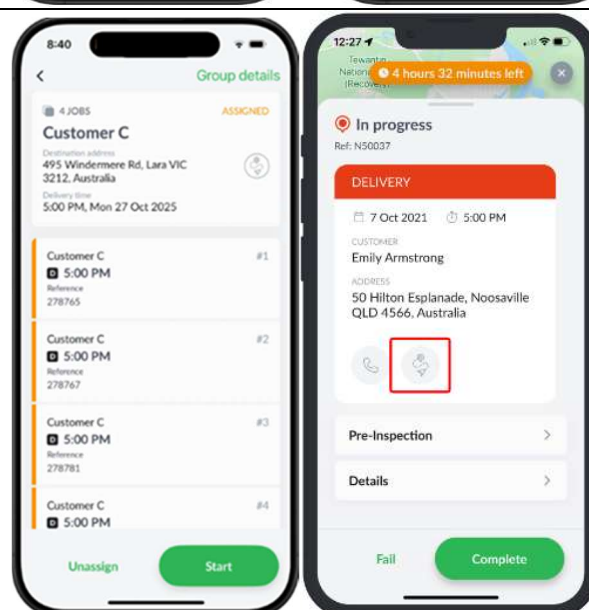 8:40
Group details
4 JOBS
ASSIGNED
Customer C
Destination address
495 Windermere Rd, Lara VIC
3212, Australia
Delivery time
5:00 PM, Mon 27 Oct 2025
Customer C
#1
D 5:00 PM
Reference
278765
Customer C
#2
D 5:00 PM
Reference
278767
Customer C
#3
D 5:00 PM
Reference
278781
Customer C
#4
D 5:00 PM
Unassign
Start
12:27
Tewantin
4 hours 32 minutes left
In progress
Ref: N50037
DELIVERY
7 Oct 2021
5:00 PM
CUSTOMER
Emily Armstrong
ADDRESS
50 Hilton Esplanade, Noosaville
QLD 4566, Australia
Pre-Inspection
Details
Fail
Complete